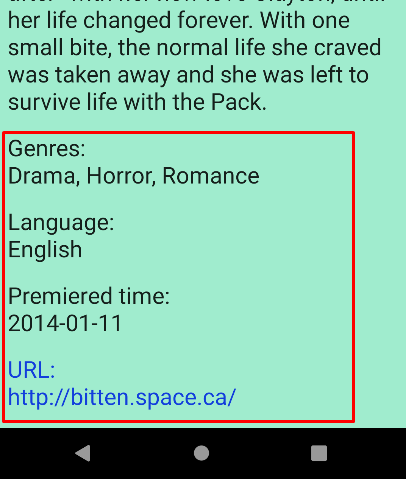 her life changed forever. With one
small bite, the normal life she craved
was taken away and she was left to
survive life with the Pack.
Genres:
Drama, Horror, Romance
Language:
English
Premiered time:
2014-01-11
URL:
http://bitten.space.ca/